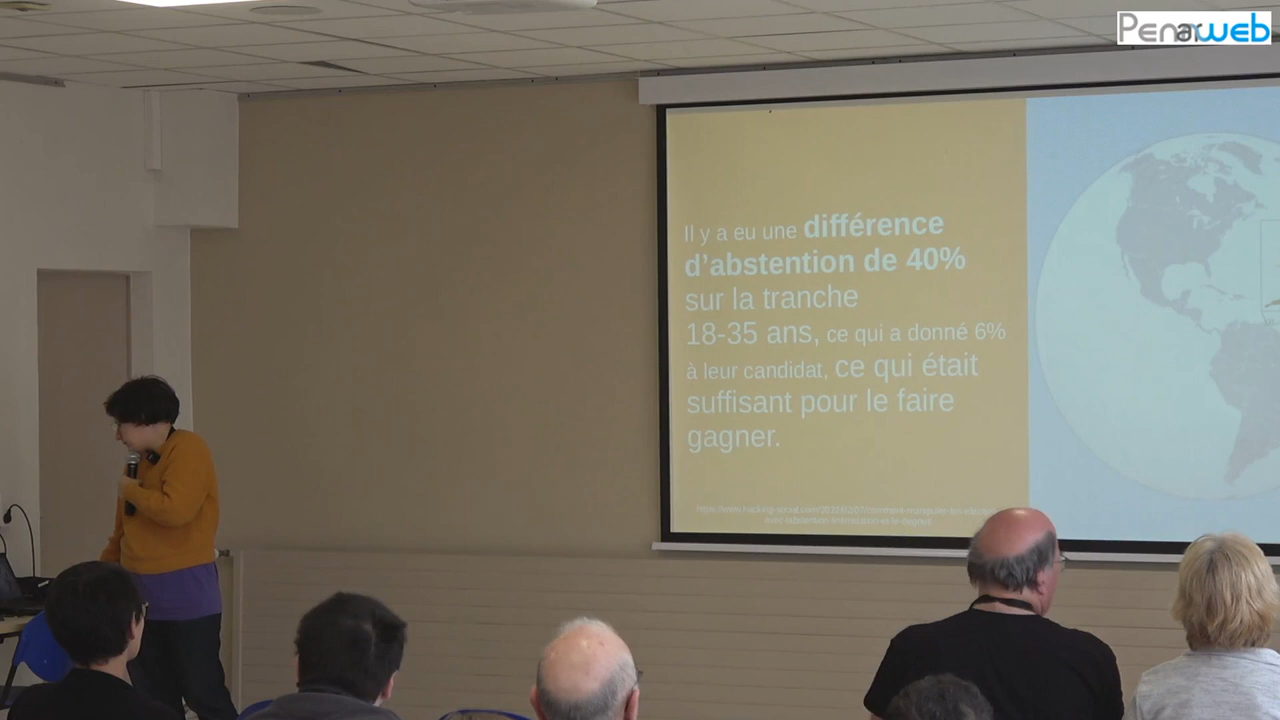 Penarweb
Il y a eu une différence
d’abstention de 40%
sur la tranche
18-35 ans, ce qui a donné 6%
à leur candidat, ce qui était
suffisant pour le faire
gagner.